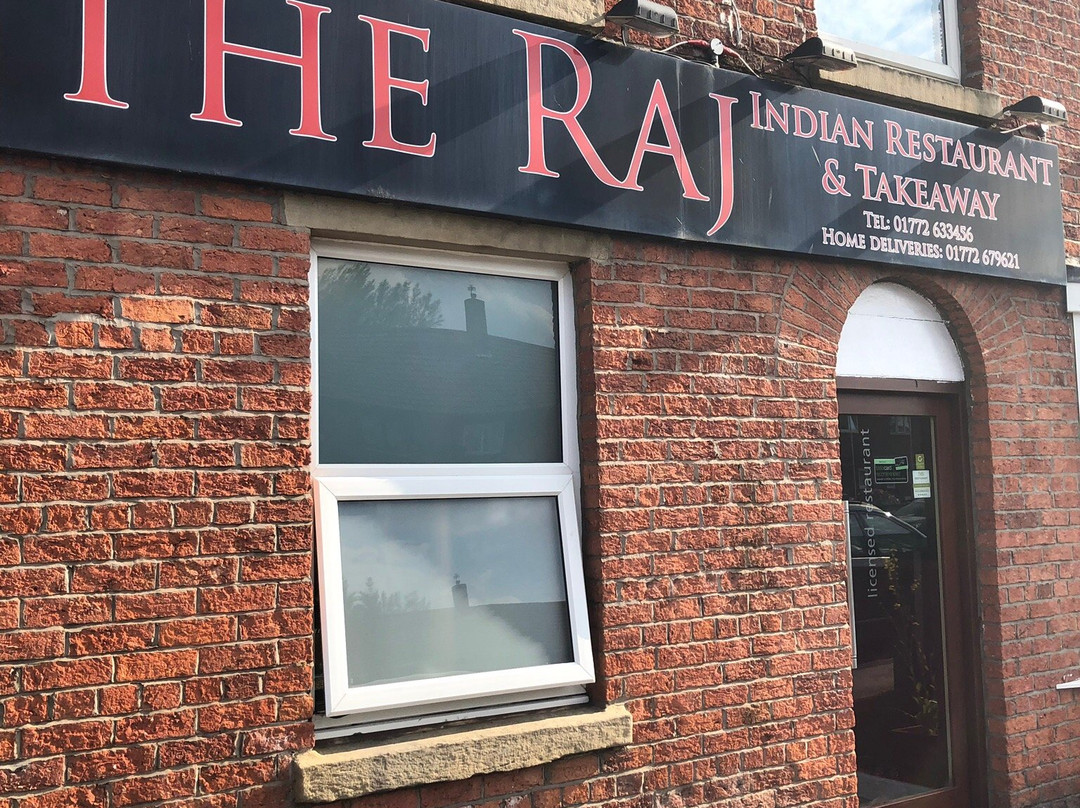 THE RAJ
INDIAN RESTAURANT
& TAKEAWAY
TEL: 01772 633456
HOME DELIVERIES: 01772 679621
licensed restaurant